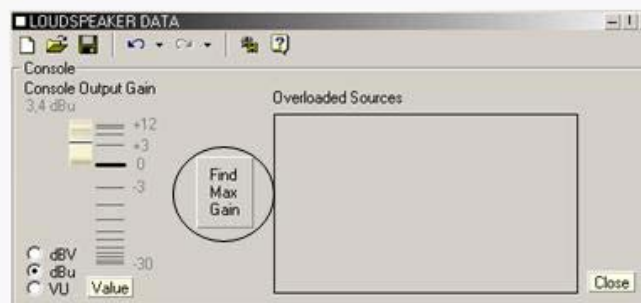 LOUDSPEAKER DATA
Console
Console Output Gain
3,4 dBu
+12
+3
0
-3
-30
dBV
dBu
VU
Value
Find
Max
Gain
Overloaded Sources
Close